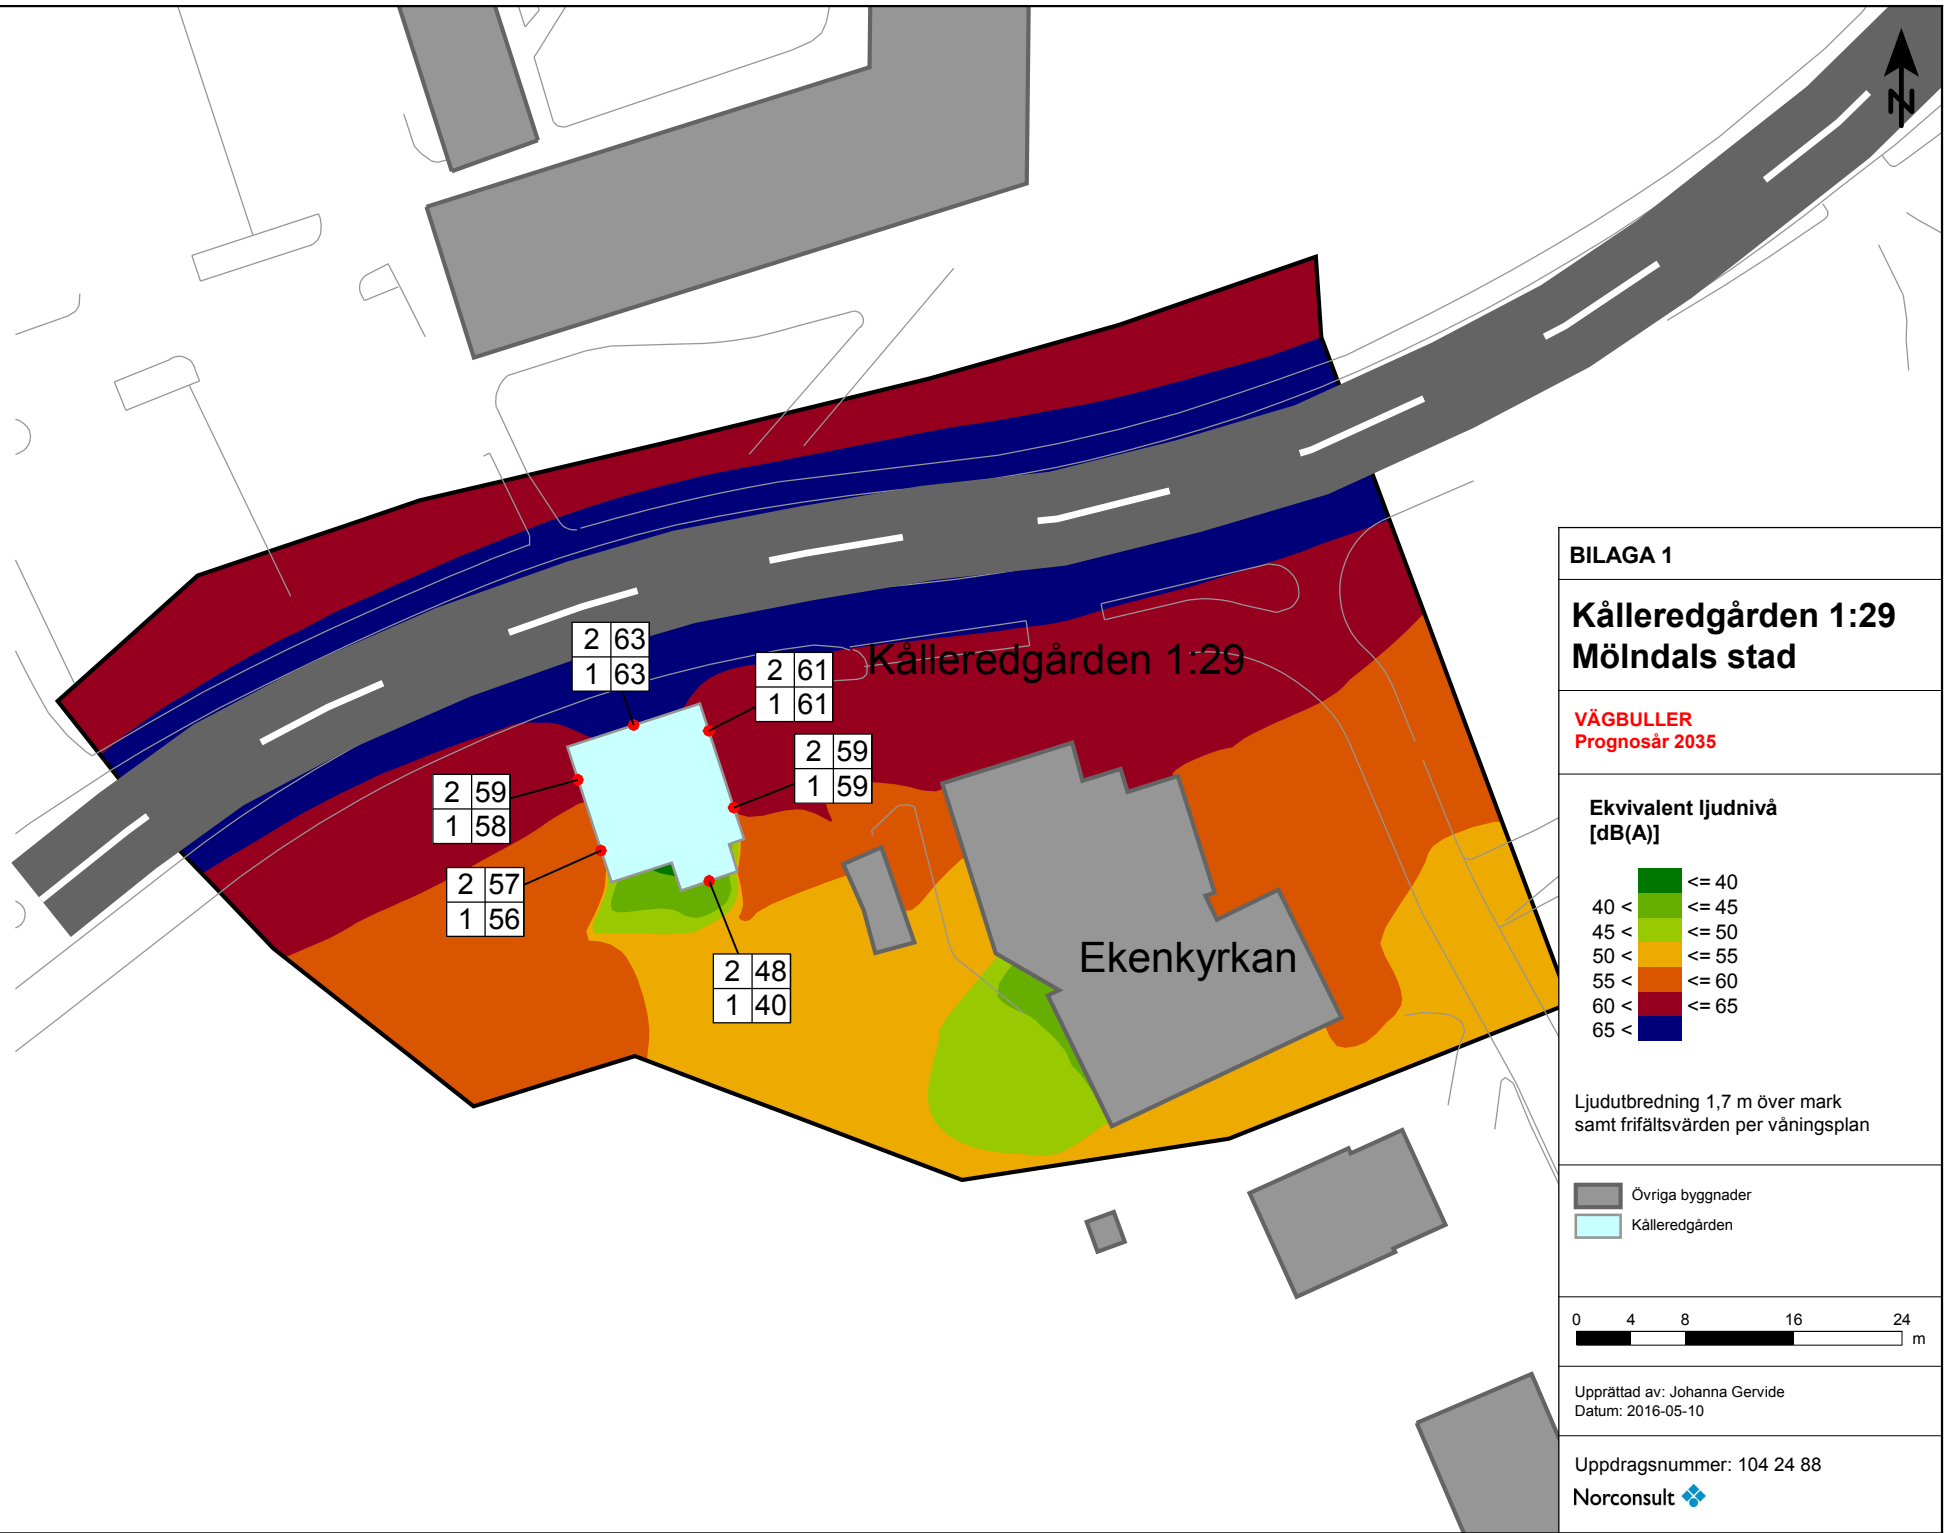 N
2 63
1 63
2 61
1 61
Kålleredgården 1:29
2 59
1 59
2 59
1 58
2 57
1 56
2 48
1 40
Ekenkyrkan
BILAGA 1
Kålleredgården 1:29
Mölndals stad
VÄGBULLER
Prognosår 2035
Ekvivalent ljudnivå
[dB(A)]
<= 40
40 < <= 45
45 < <= 50
50 < <= 55
55 < <= 60
60 < <= 65
65 <
Ljudutbredning 1,7 m över mark
samt frifältsvärden per våningsplan
Övriga byggnader
Kålleredgården
0 4 8 16 24
m
Upprättad av: Johanna Gervide
Datum: 2016-05-10
Uppdragsnummer: 104 24 88
Norconsult